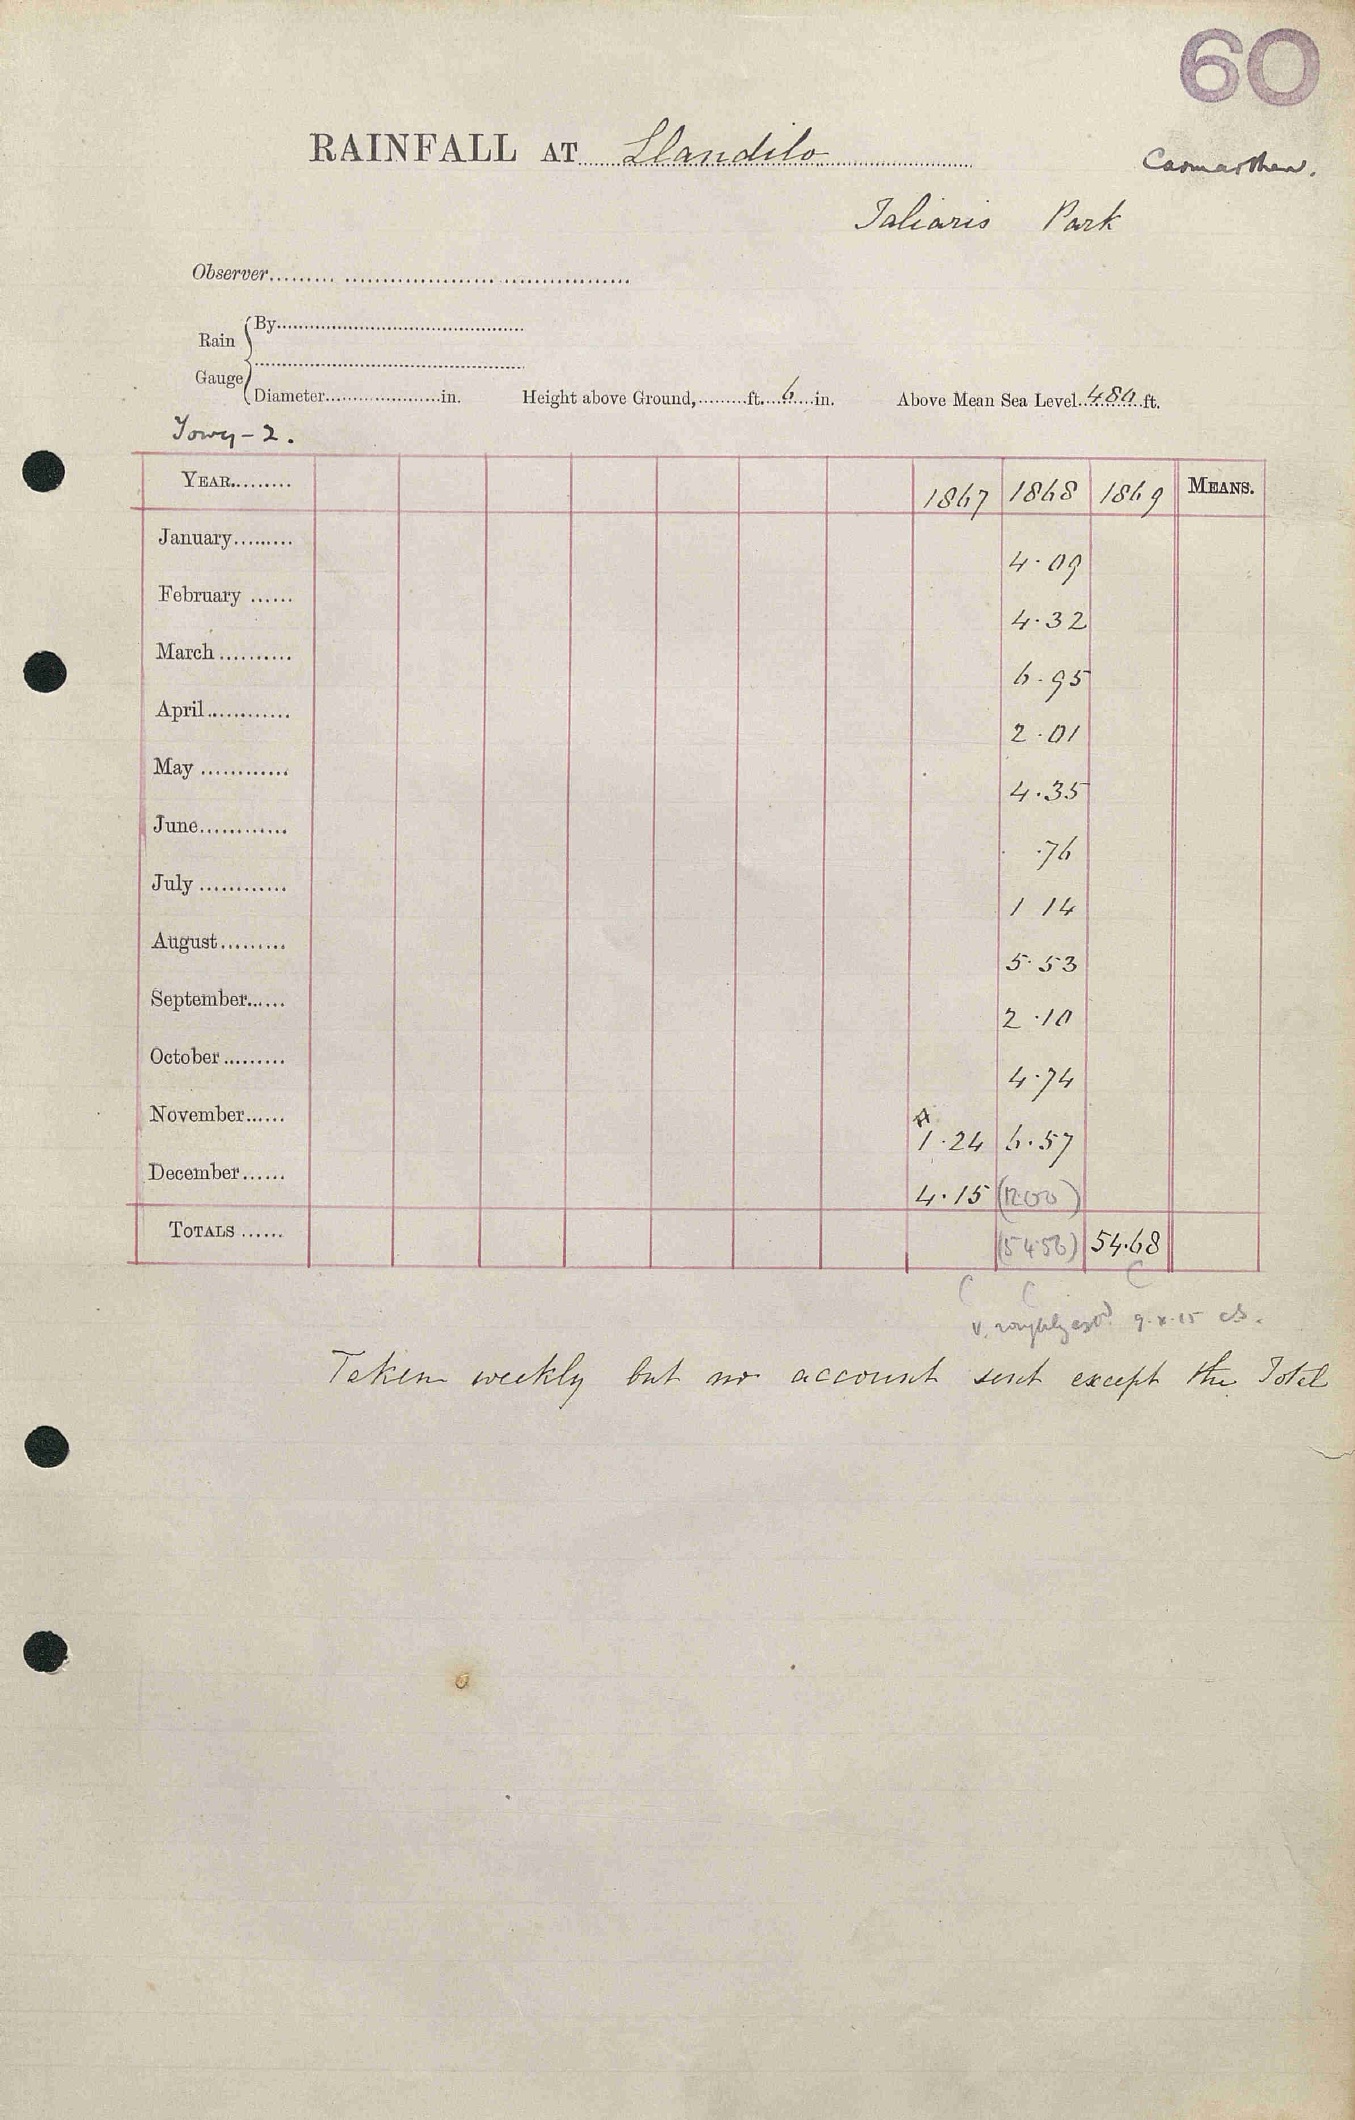 60
RAINFALL AT Llandilo
Carmarthen.
Taliaris Park
Observer
Rain Gauge
By
Diameter in. Height above Ground, ft. 6 in. Above Mean Sea Level 480 ft.
Towy-2.
YEAR 1867 1868 1869 MEANS.
January 4.09
February 4.32
March 6.95
April 2.01
May 4.35
June .76
July 1 14
August 5.53
September 2.10
October 4.74
November 1.24 6.57
December 4.15 (12.00)
TOTALS (54.56) 54.68
v. roughly estd. 9.x.15
Taken weekly but no account sent except the Total